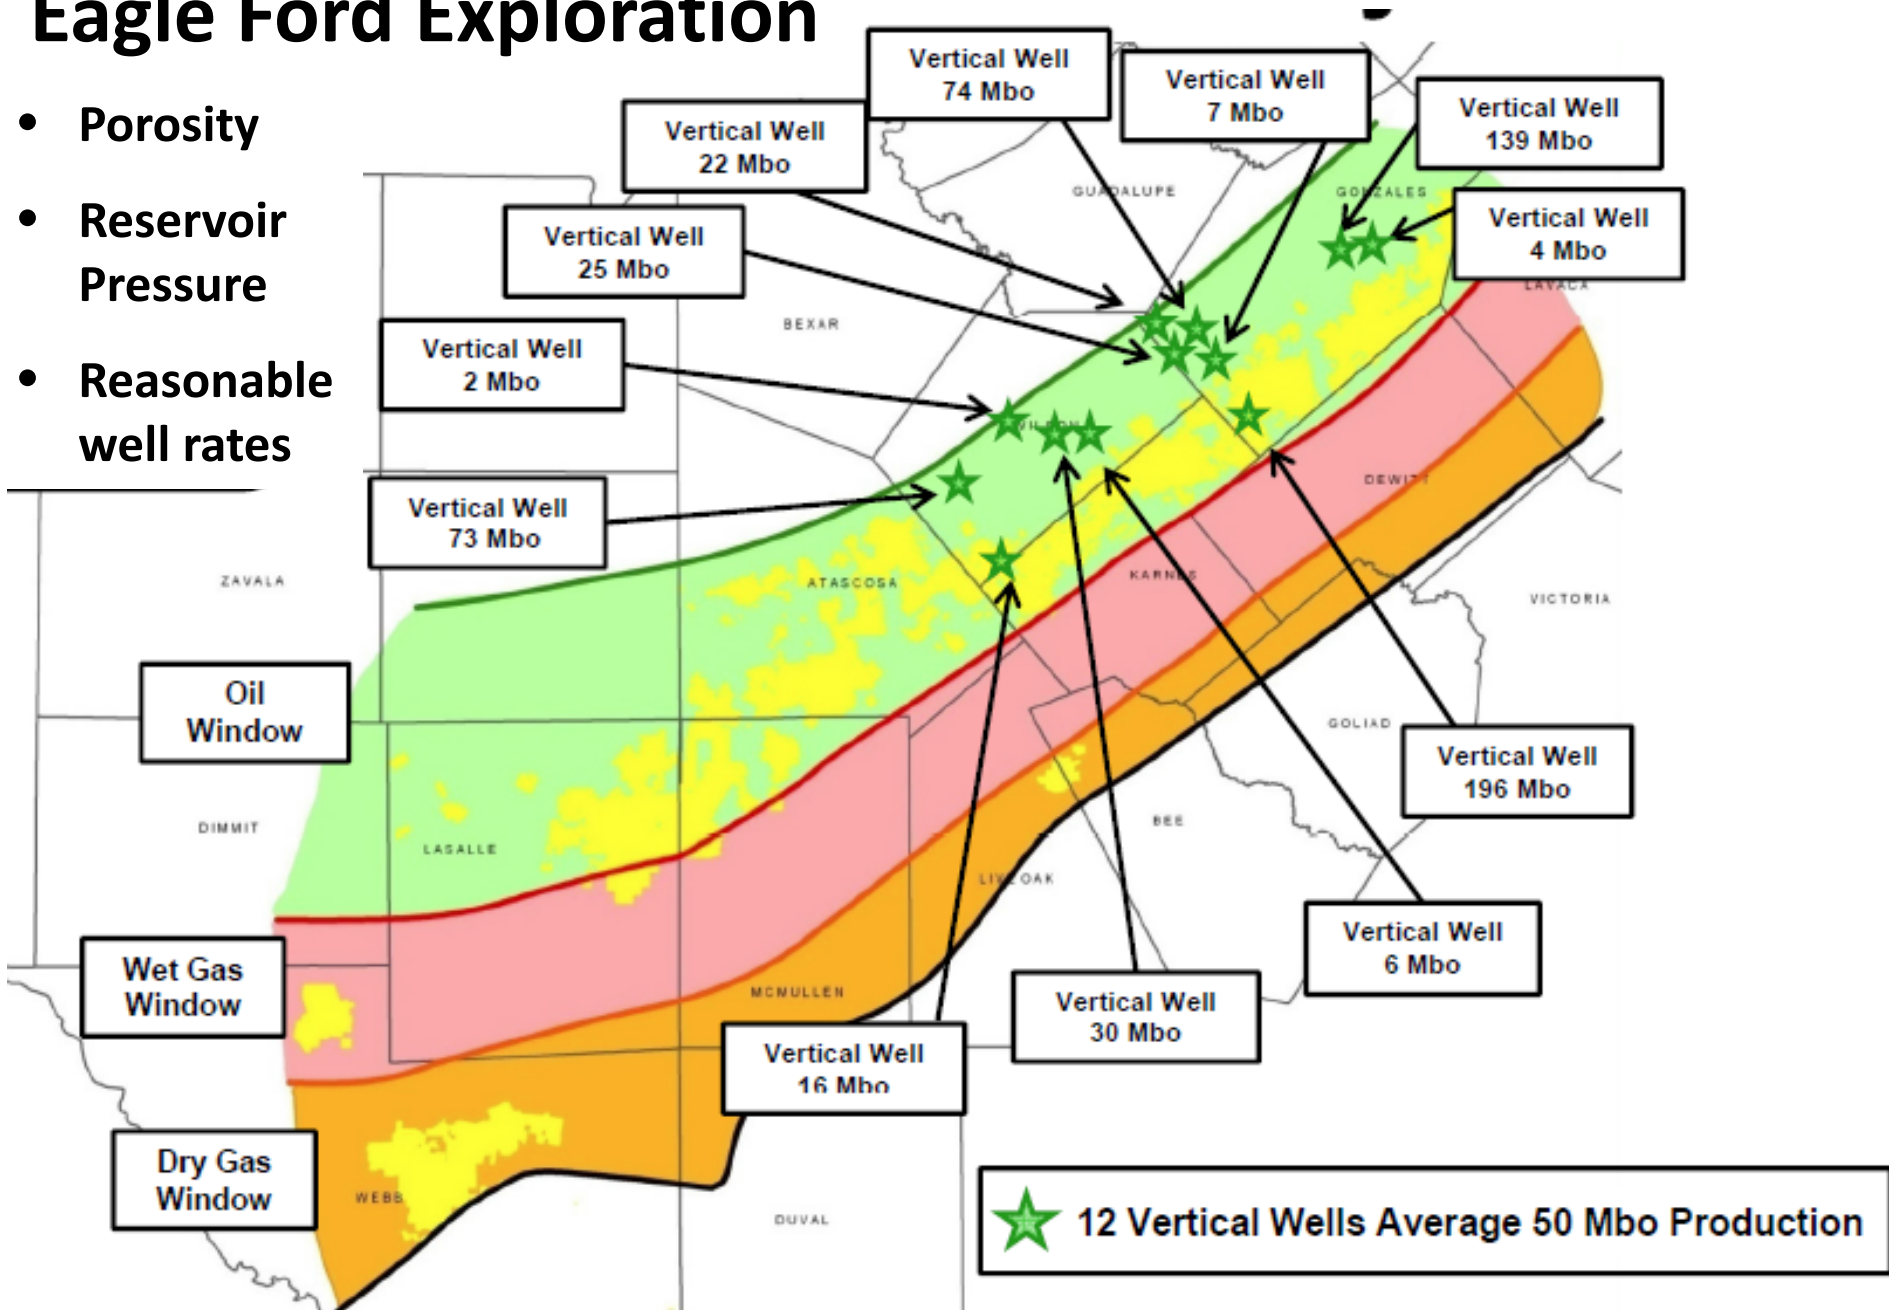 Eagle Ford Exploration
• Porosity
• Reservoir
Pressure
• Reasonable
well rates
Vertical Well
74 Mbo
Vertical Well
7 Mbo
Vertical Well
139 Mbo
Vertical Well
22 Mbo
Vertical Well
4 Mbo
Vertical Well
25 Mbo
Vertical Well
2 Mbo
Vertical Well
73 Mbo
GUADALUPE
GONZALES
LAVACA
BEXAR
WILSON
DEWITT
ZAVALA
ATASCOSA
KARNES
VICTORIA
Oil
Window
GOLIAD
Vertical Well
196 Mbo
DIMMIT
LASALLE
BEE
LIVE OAK
Vertical Well
6 Mbo
Wet Gas
Window
MCMULLEN
Vertical Well
30 Mbo
Vertical Well
16 Mbo
Dry Gas
Window
WEBB
DUVAL
12 Vertical Wells Average 50 Mbo Production